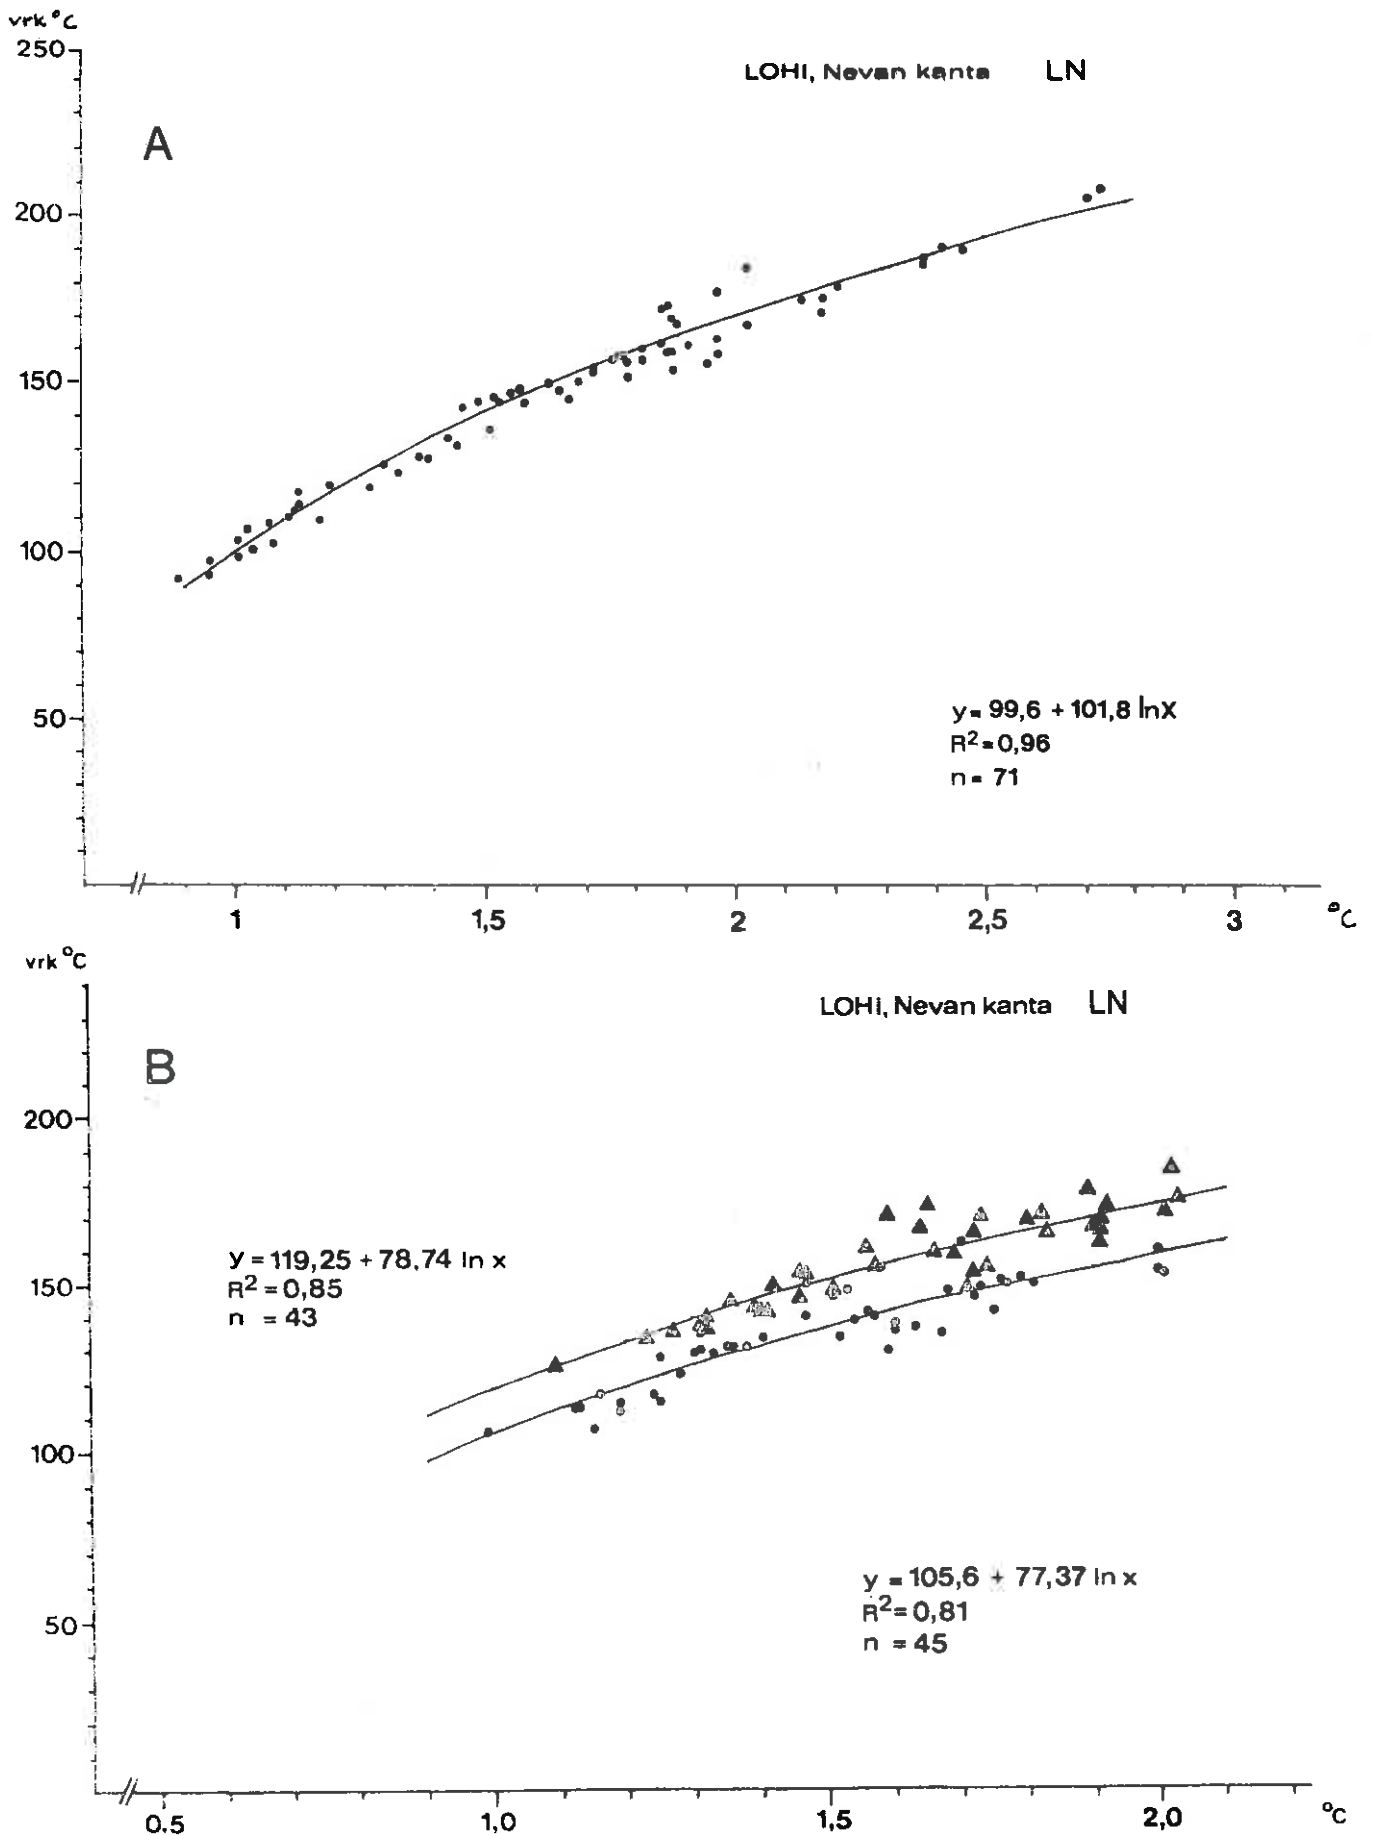 vrk °C
250
LOHI, Nevan kanta LN
A
200
150
100
50
y= 99,6 + 101,8 lnX
R²=0,96
n= 71
1 1,5 2 2,5 3 °C
vrk °C
LOHI, Nevan kanta LN
B
200
150
y=119,25 + 78,74 ln x
R²=0,85
n =43
100
50
y =105,6 + 77,37 ln x
R²=0,81
n =45
0.5 1,0 1,5 2,0 °C